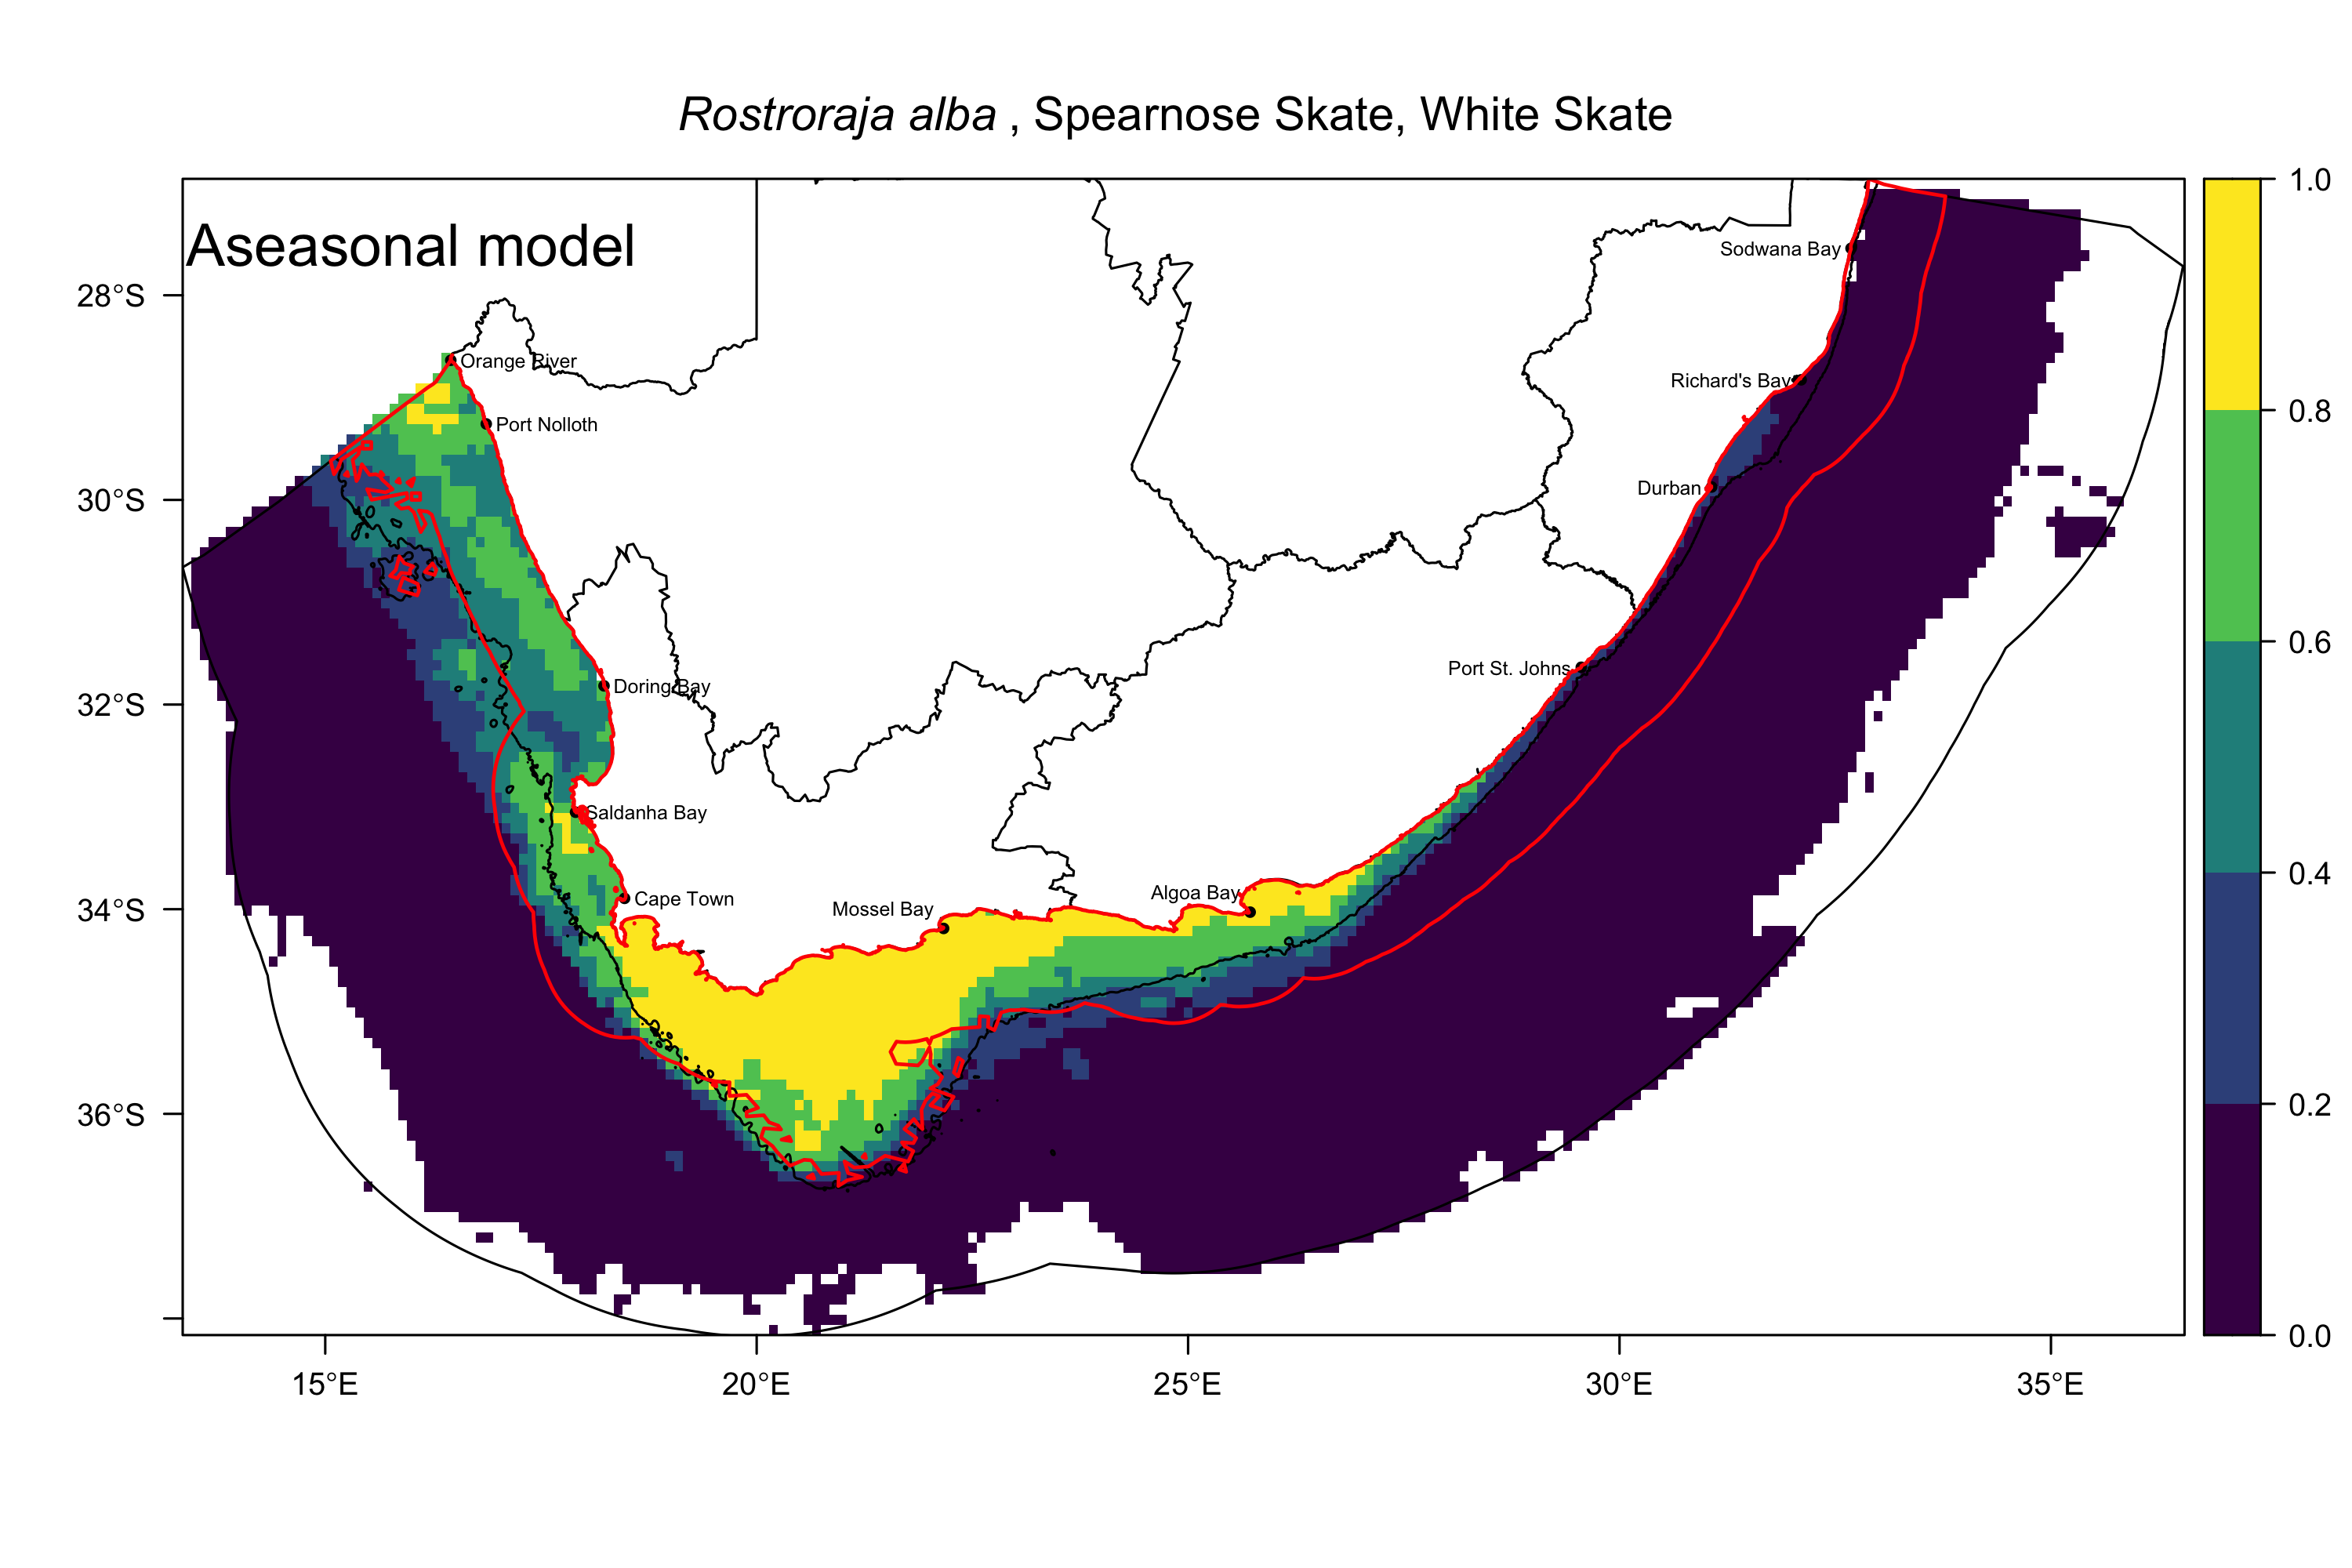 Rostroraja alba , Spearnose Skate, White Skate
Aseasonal model
1.0
0.8
0.6
0.4
0.2
0.0
28°S
30°S
32°S
34°S
36°S
Sodwana Bay
Orange River
Richard's Bay
Port Nolloth
Durban
Port St. Johns
Doring Bay
Saldanha Bay
Cape Town
Mossel Bay
Algoa Bay
15°E
20°E
25°E
30°E
35°E